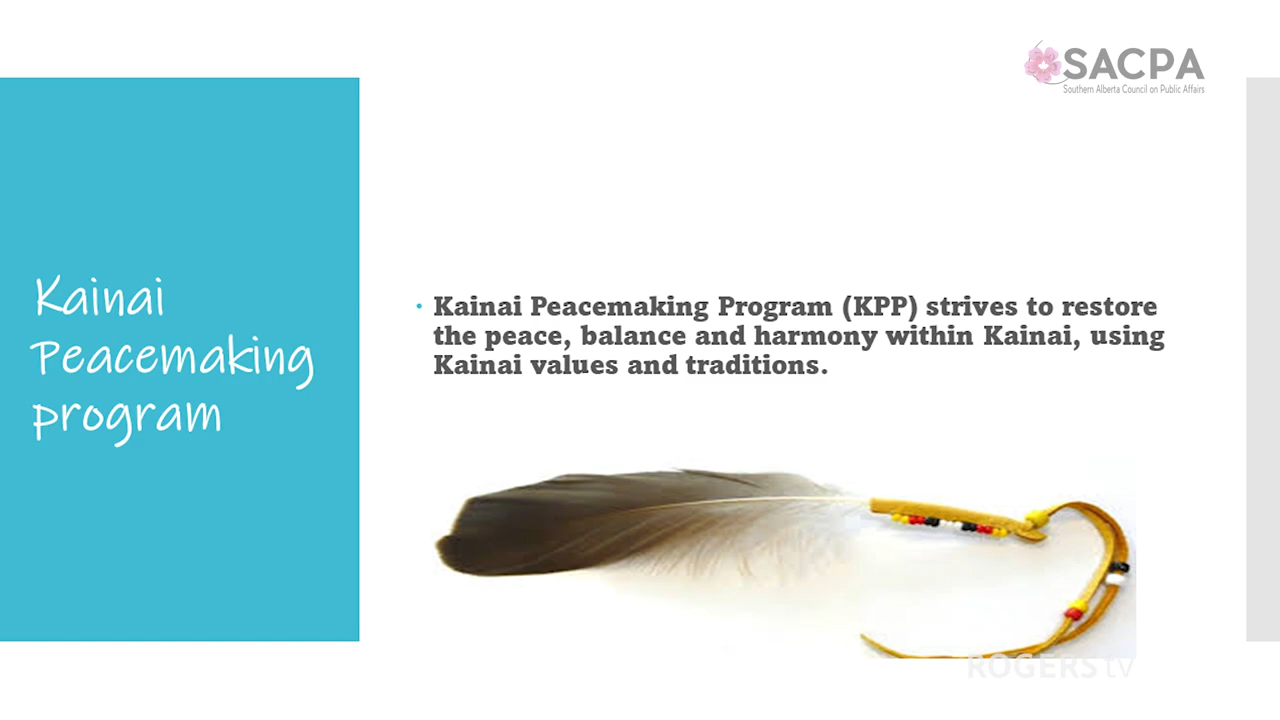 SACPA
Southern Alberta Council on Public Affairs
Kainai
Peacemaking
program
• Kainai Peacemaking Program (KPP) strives to restore
the peace, balance and harmony within Kainai, using
Kainai values and traditions.
ROGERS tv